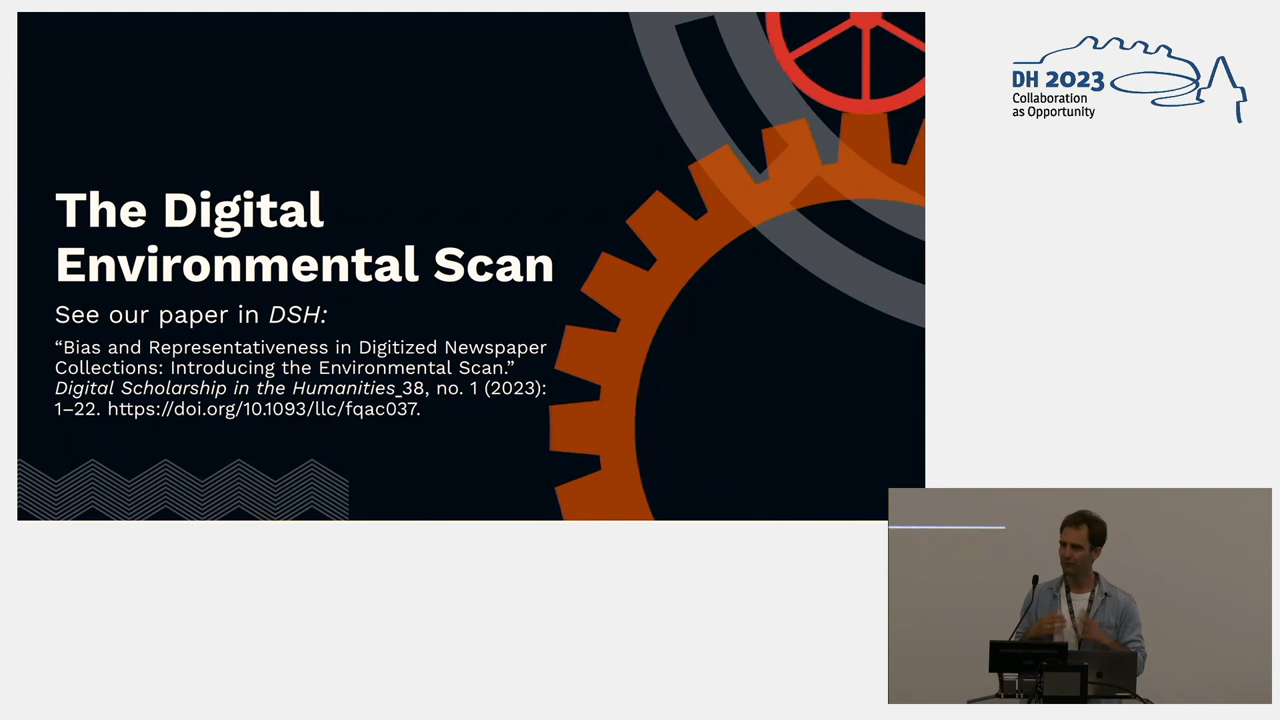 The Digital
Environmental Scan
See our paper in DSH:
“Bias and Representativeness in Digitized Newspaper
Collections: Introducing the Environmental Scan.”
Digital Scholarship in the Humanities_38, no. 1 (2023):
1–22. https://doi.org/10.1093/llc/fqac037.
DH 2023
Collaboration
as Opportunity